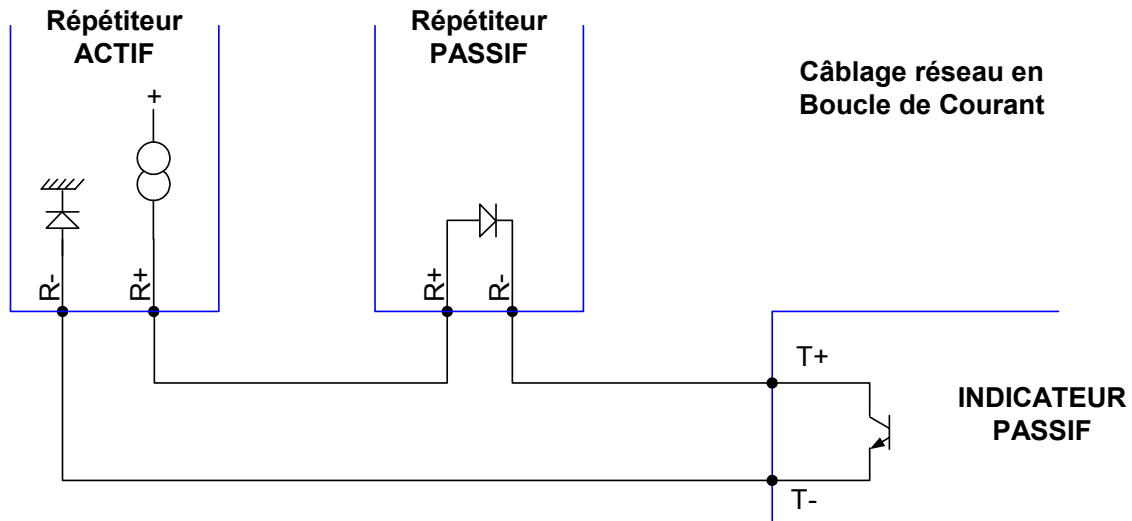 Répétiteur
ACTIF
Répétiteur
PASSIF
Câblage réseau en
Boucle de Courant
+
R-
R+
R+
R-
T+
INDICATEUR
PASSIF
T-